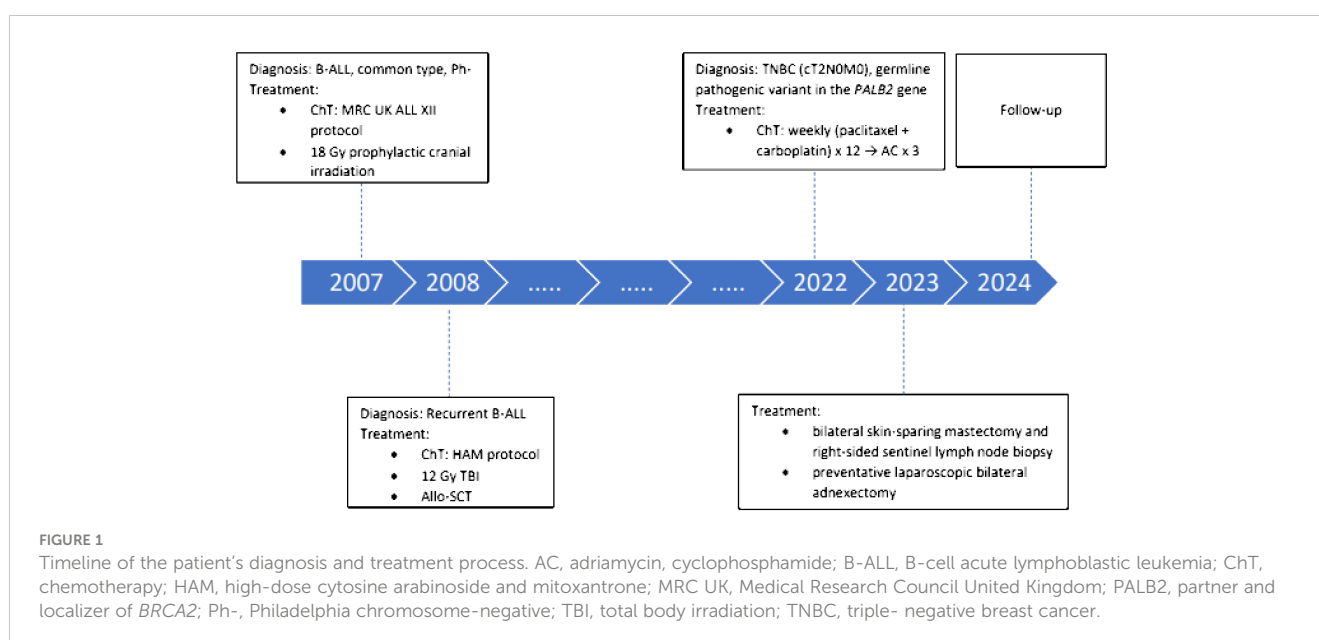 Diagnosis: B-ALL, common type, Ph-
Treatment:
• ChT: MRC UK ALL XII
protocol
• 18 Gy prophylactic cranial
irradiation
Diagnosis: TNBC (cT2N0M0), germline
pathogenic variant in the PALB2 gene
Treatment:
• ChT: weekly (paclitaxel +
carboplatin) x 12 → AC x 3
Follow-up
2007 2008 ..... ..... ..... 2022 2023 2024
Diagnosis: Recurrent B-ALL
Treatment:
• ChT: HAM protocol
• 12 Gy TBI
• Allo-SCT
Treatment:
• bilateral skin-sparing mastectomy and
right-sided sentinel lymph node biopsy
• preventative laparoscopic bilateral
adnexectomy
FIGURE 1
Timeline of the patient’s diagnosis and treatment process. AC, adriamycin, cyclophosphamide; B-ALL, B-cell acute lymphoblastic leukemia; ChT,
chemotherapy; HAM, high-dose cytosine arabinoside and mitoxantrone; MRC UK, Medical Research Council United Kingdom; PALB2, partner and
localizer of BRCA2; Ph-, Philadelphia chromosome-negative; TBI, total body irradiation; TNBC, triple- negative breast cancer.